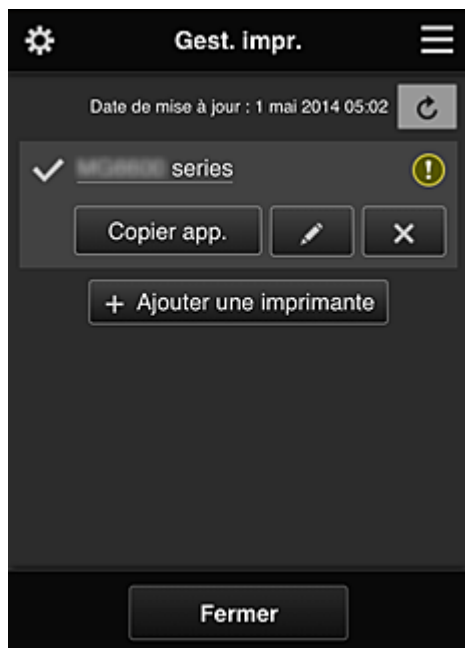 Gest. impr.
Date de mise à jour : 1 mai 2014 05:02
series
Copier app.
+ Ajouter une imprimante
Fermer